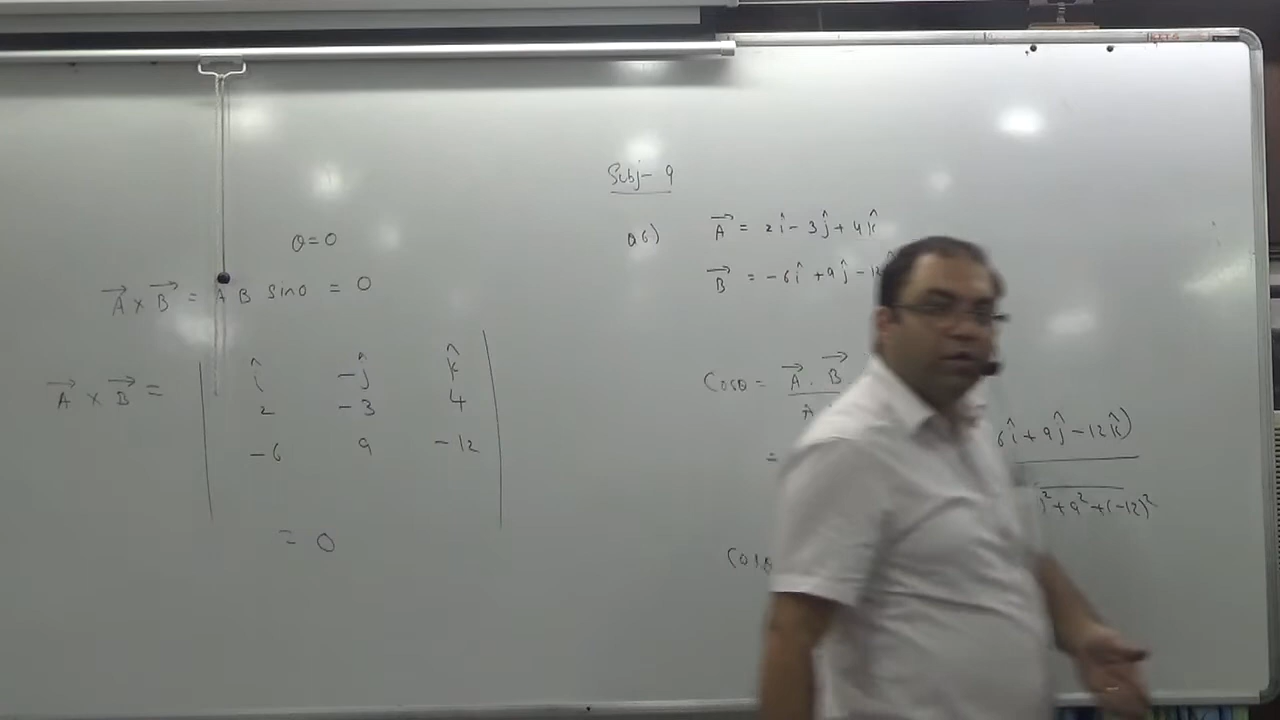 θ=0
A⃗ × B⃗ = A B sinθ = 0
A⃗ × B⃗ = | î -ĵ k̂ |
2 -3 4
-6 9 -12
= 0
Subj- 9
Q6) A⃗ = 2î - 3ĵ + 4k̂
B⃗ = -6î + 9ĵ - 12
Cosθ = A⃗ . B⃗
A
= 6î + 9ĵ - 12k̂)
)² + 9² + (-12)²
Cosθ